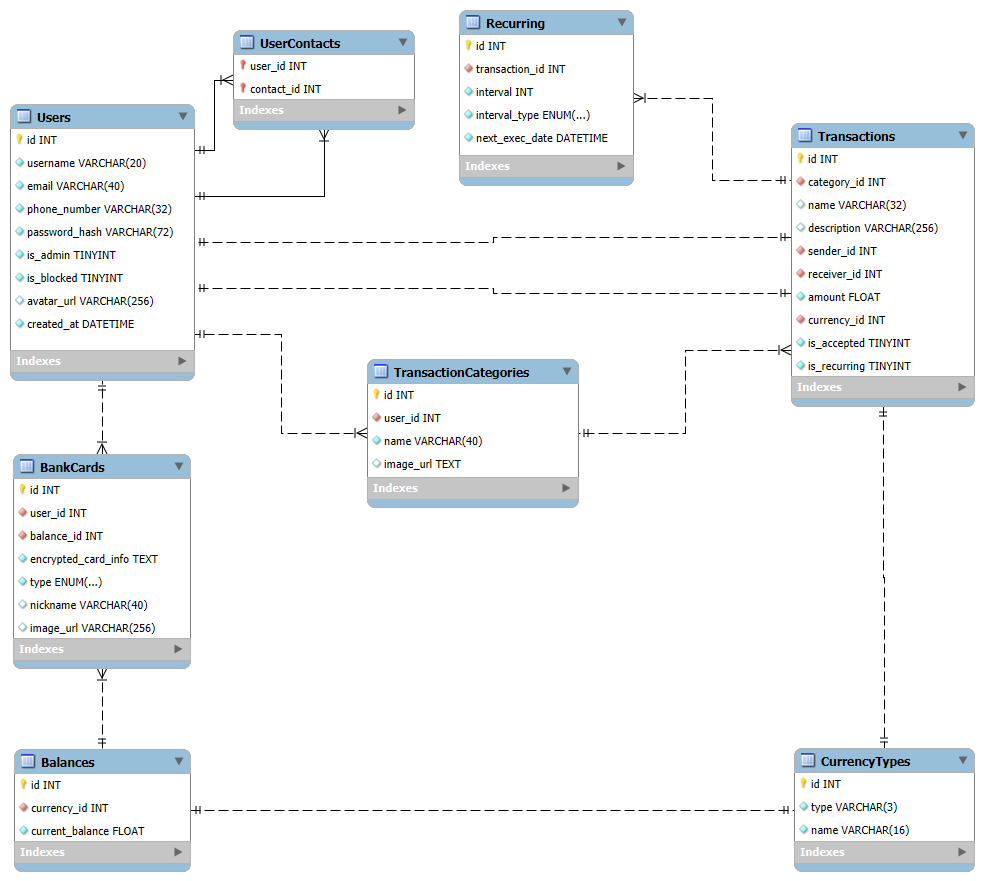 Recurring
id INT
transaction_id INT
interval INT
interval_type ENUM(...)
next_exec_date DATETIME
Indexes
UserContacts
user_id INT
contact_id INT
Indexes
Users
id INT
username VARCHAR(20)
email VARCHAR(40)
phone_number VARCHAR(32)
password_hash VARCHAR(72)
is_admin TINYINT
is_blocked TINYINT
avatar_url VARCHAR(256)
created_at DATETIME
Indexes
Transactions
id INT
category_id INT
name VARCHAR(32)
description VARCHAR(256)
sender_id INT
receiver_id INT
amount FLOAT
currency_id INT
is_accepted TINYINT
is_recurring TINYINT
Indexes
TransactionCategories
id INT
user_id INT
name VARCHAR(40)
image_url TEXT
Indexes
BankCards
id INT
user_id INT
balance_id INT
encrypted_card_info TEXT
type ENUM(...)
nickname VARCHAR(40)
image_url VARCHAR(256)
Indexes
Balances
id INT
currency_id INT
current_balance FLOAT
Indexes
CurrencyTypes
id INT
type VARCHAR(3)
name VARCHAR(16)
Indexes